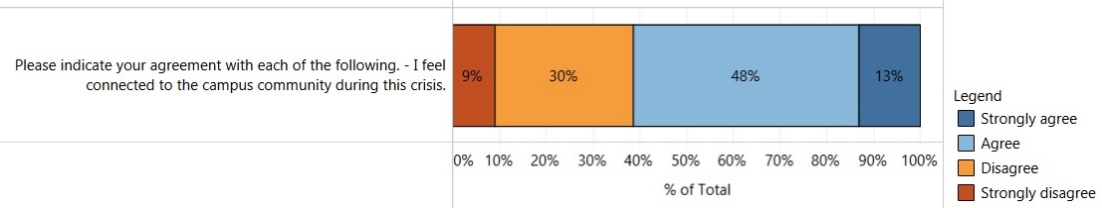 Please indicate your agreement with each of the following. - I feel
connected to the campus community during this crisis.
9% 30% 48% 13%
0% 10% 20% 30% 40% 50% 60% 70% 80% 90% 100%
% of Total
Legend
Strongly agree
Agree
Disagree
Strongly disagree